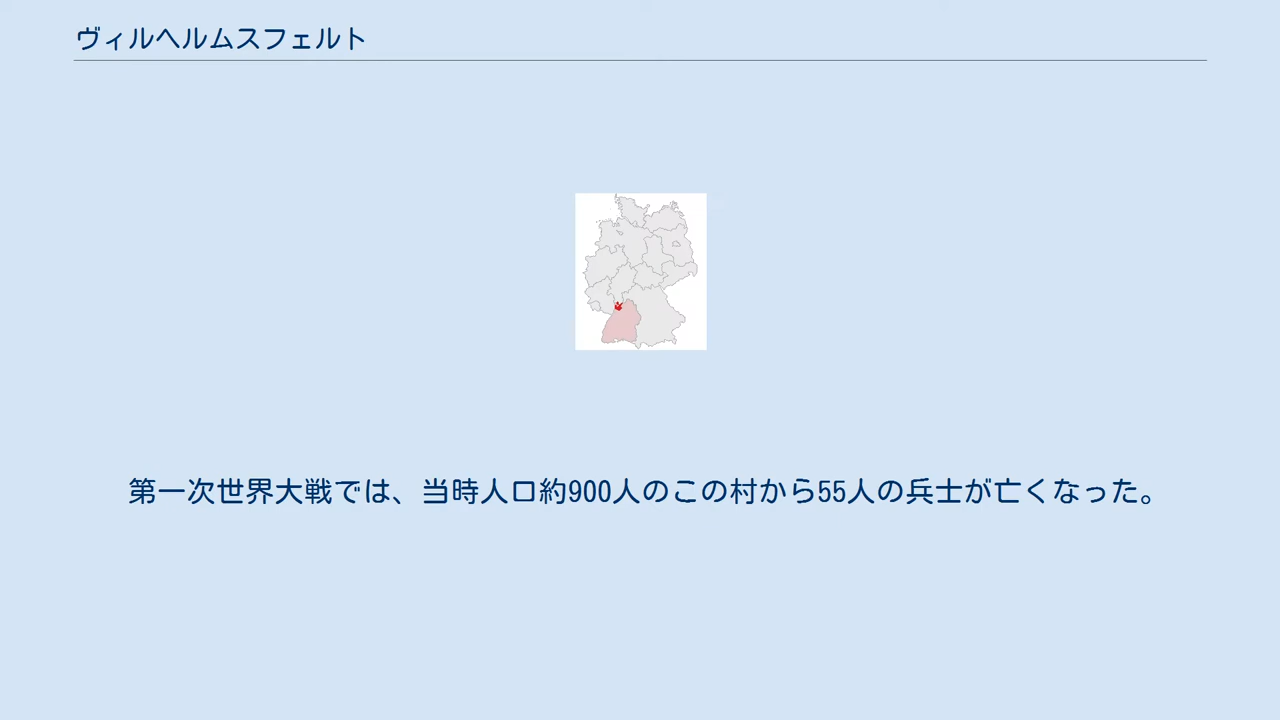 ヴィルヘルムスフェルト
第一次世界大戦では、当時人口約900人のこの村から55人の兵士が亡くなった。